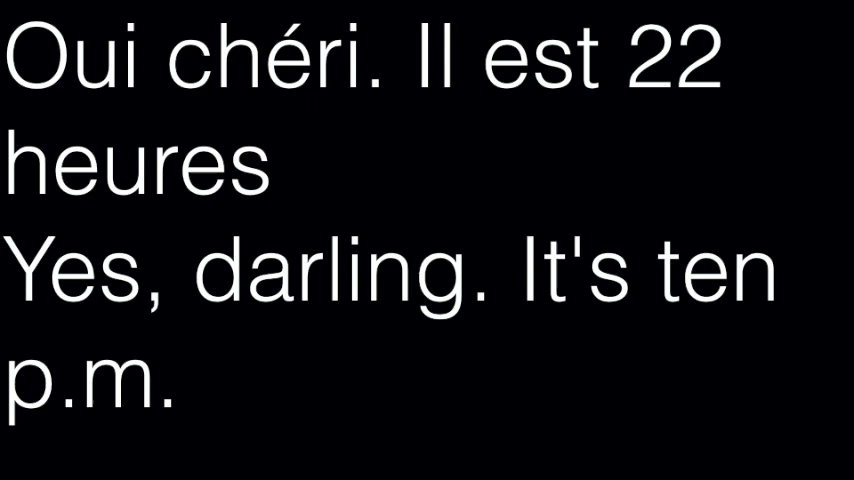 Oui chéri. Il est 22
heures
Yes, darling. It's ten
p.m.